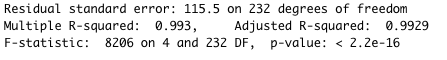 Residual standard error: 115.5 on 232 degrees of freedom
Multiple R-squared:  0.993,     Adjusted R-squared:  0.9929
F-statistic:  8206 on 4 and 232 DF,  p-value: < 2.2e-16